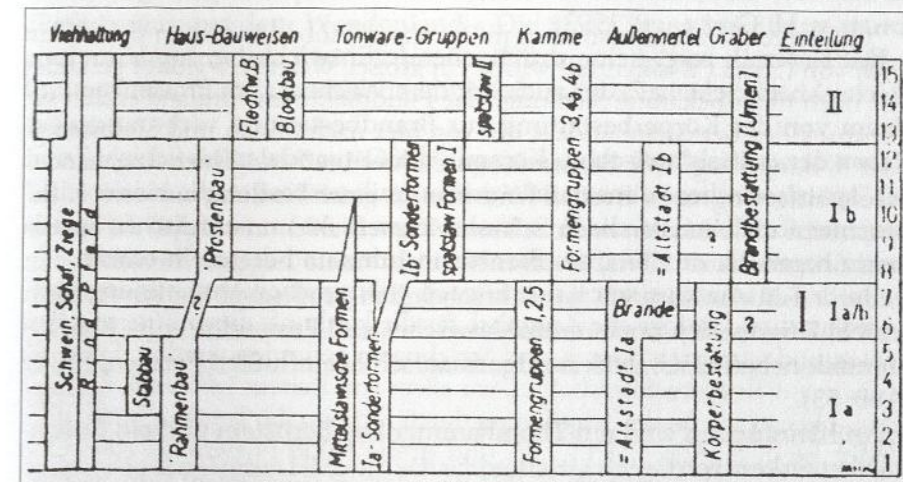 Viehhaltung Haus-Bauweisen Tonware-Gruppen Kämme Außenviertel Gräber Einteilung
Schwein, Schaf, Ziege
Rind Pferd
Stabbau
Rahmenbau
?
Pfostenbau
Flechtw.B.
Blockbau
Mittelslawische Formen
Ia-Sonderformen
Ib-Sonderformen
spätslaw Formen I
spätslaw II
Formengruppen 1,2,5
Formengruppen 3,4a,4b
=Altstadt Ia
Brände
=Altstadt Ib
Körperbestattung
?
?
Brandbestattung [Urnen]
II
Ib
Ia/b
Ia
15
14
13
12
11
10
9
8
7
6
5
4
3
2
1